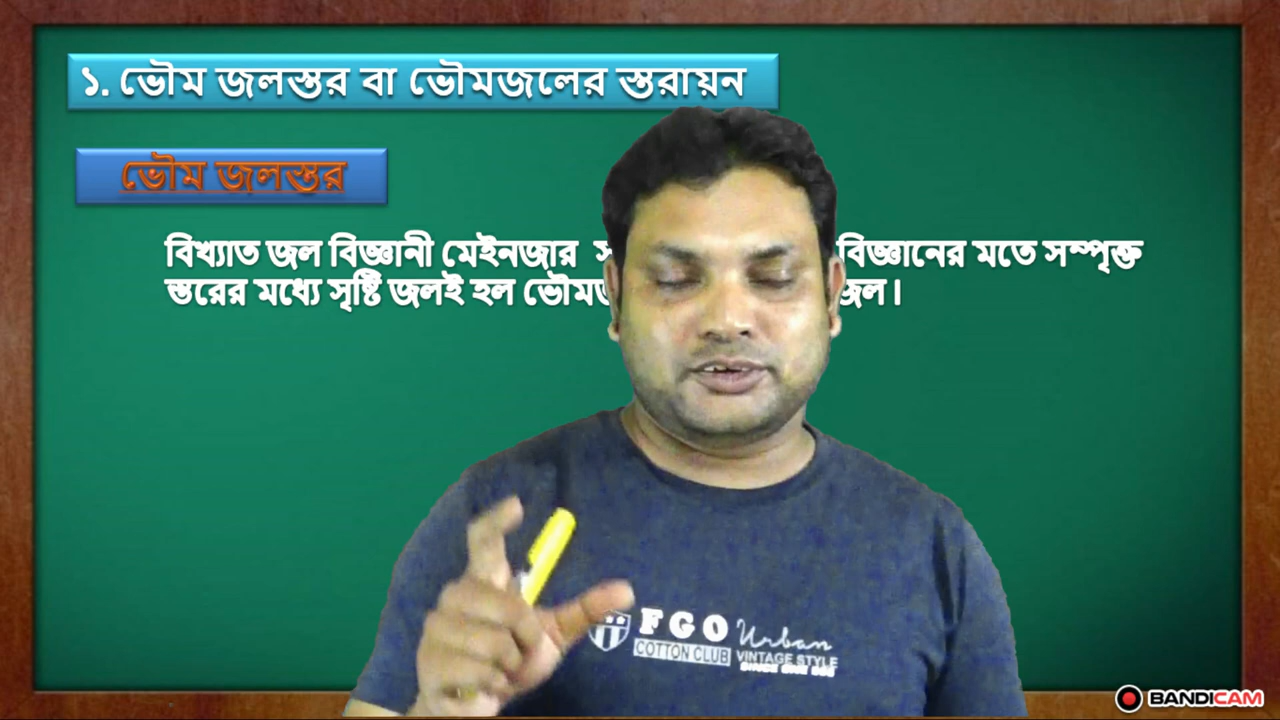 ১. ভৌম জলস্তর বা ভৌমজলের স্তরায়ন
ভৌম জলস্তর
বিখ্যাত জল বিজ্ঞানী মেইনজার বিজ্ঞানের মতে সম্পৃক্ত
স্তরের মধ্যে সৃষ্টি জলই হল জল।
FGO Urban
COTTON CLUB VINTAGE STYLE
BANDICAM